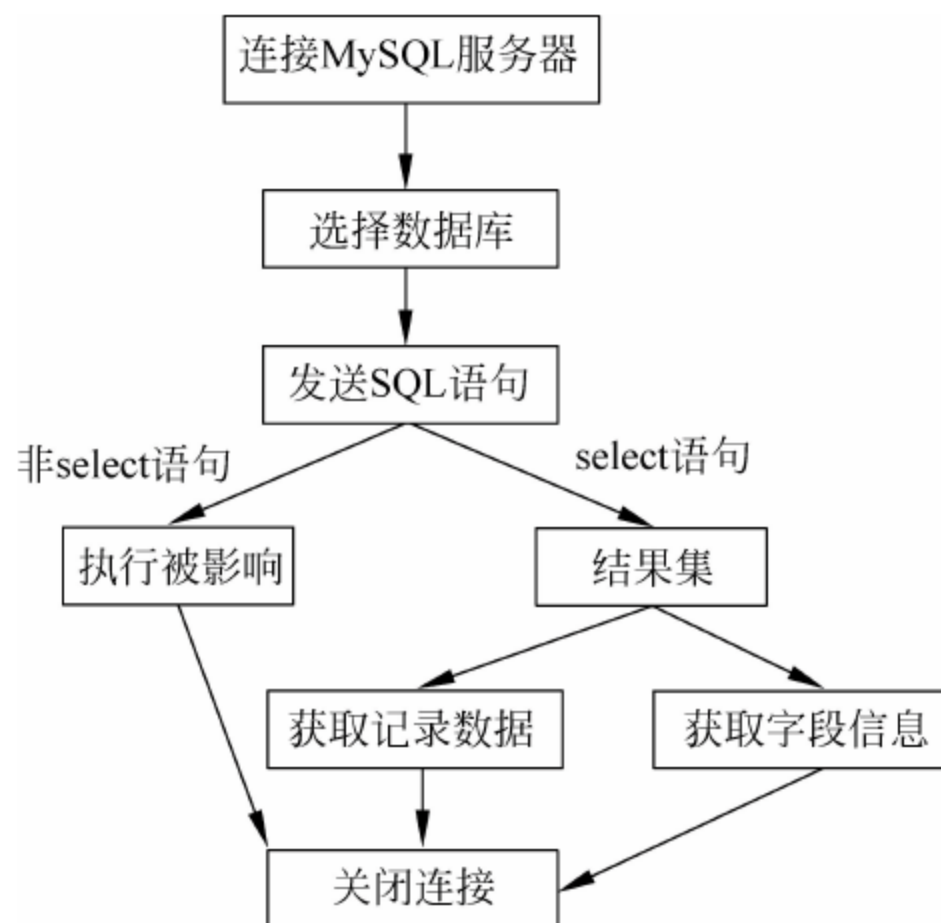 连接MySQL服务器
选择数据库
发送SQL语句
非select语句
select语句
执行被影响
结果集
获取记录数据
获取字段信息
关闭连接